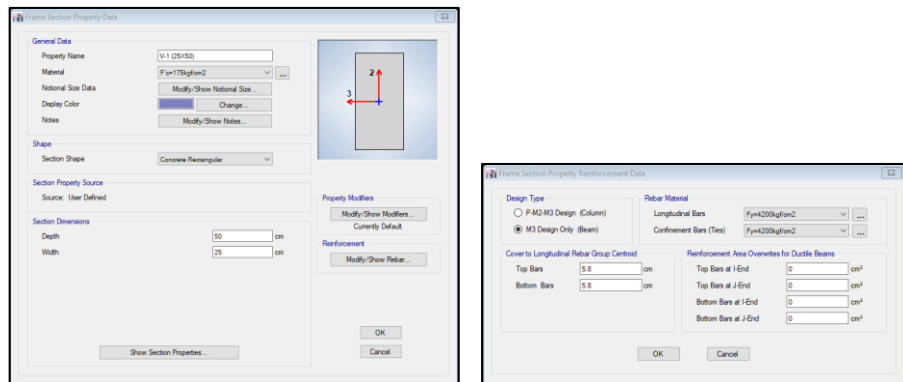 Frame Section Property Data
General Data
Property Name V-1 (25X50)
Material F'c=175kgf/cm2 ...
Notional Size Data Modify/Show Notional Size...
Display Color Change...
Notes Modify/Show Notes...
2
3
Shape
Section Shape Concrete Rectangular
Section Property Source
Source: User Defined
Property Modifiers
Modify/Show Modifiers...
Currently Default
Section Dimensions
Depth 50 cm
Width 25 cm
Reinforcement
Modify/Show Rebar...
OK
Cancel
Show Section Properties...
Frame Section Property Reinforcement Data
Design Type
P-M2-M3 Design (Column)
M3 Design Only (Beam)
Rebar Material
Longitudinal Bars Fy=4200kgf/cm2 ...
Confinement Bars (Ties) Fy=4200kgf/cm2 ...
Cover to Longitudinal Rebar Group Centroid
Top Bars 5.8 cm
Bottom Bars 5.8 cm
Reinforcement Area Overwrites for Ductile Beams
Top Bars at I-End 0 cm²
Top Bars at J-End 0 cm²
Bottom Bars at I-End 0 cm²
Bottom Bars at J-End 0 cm²
OK Cancel